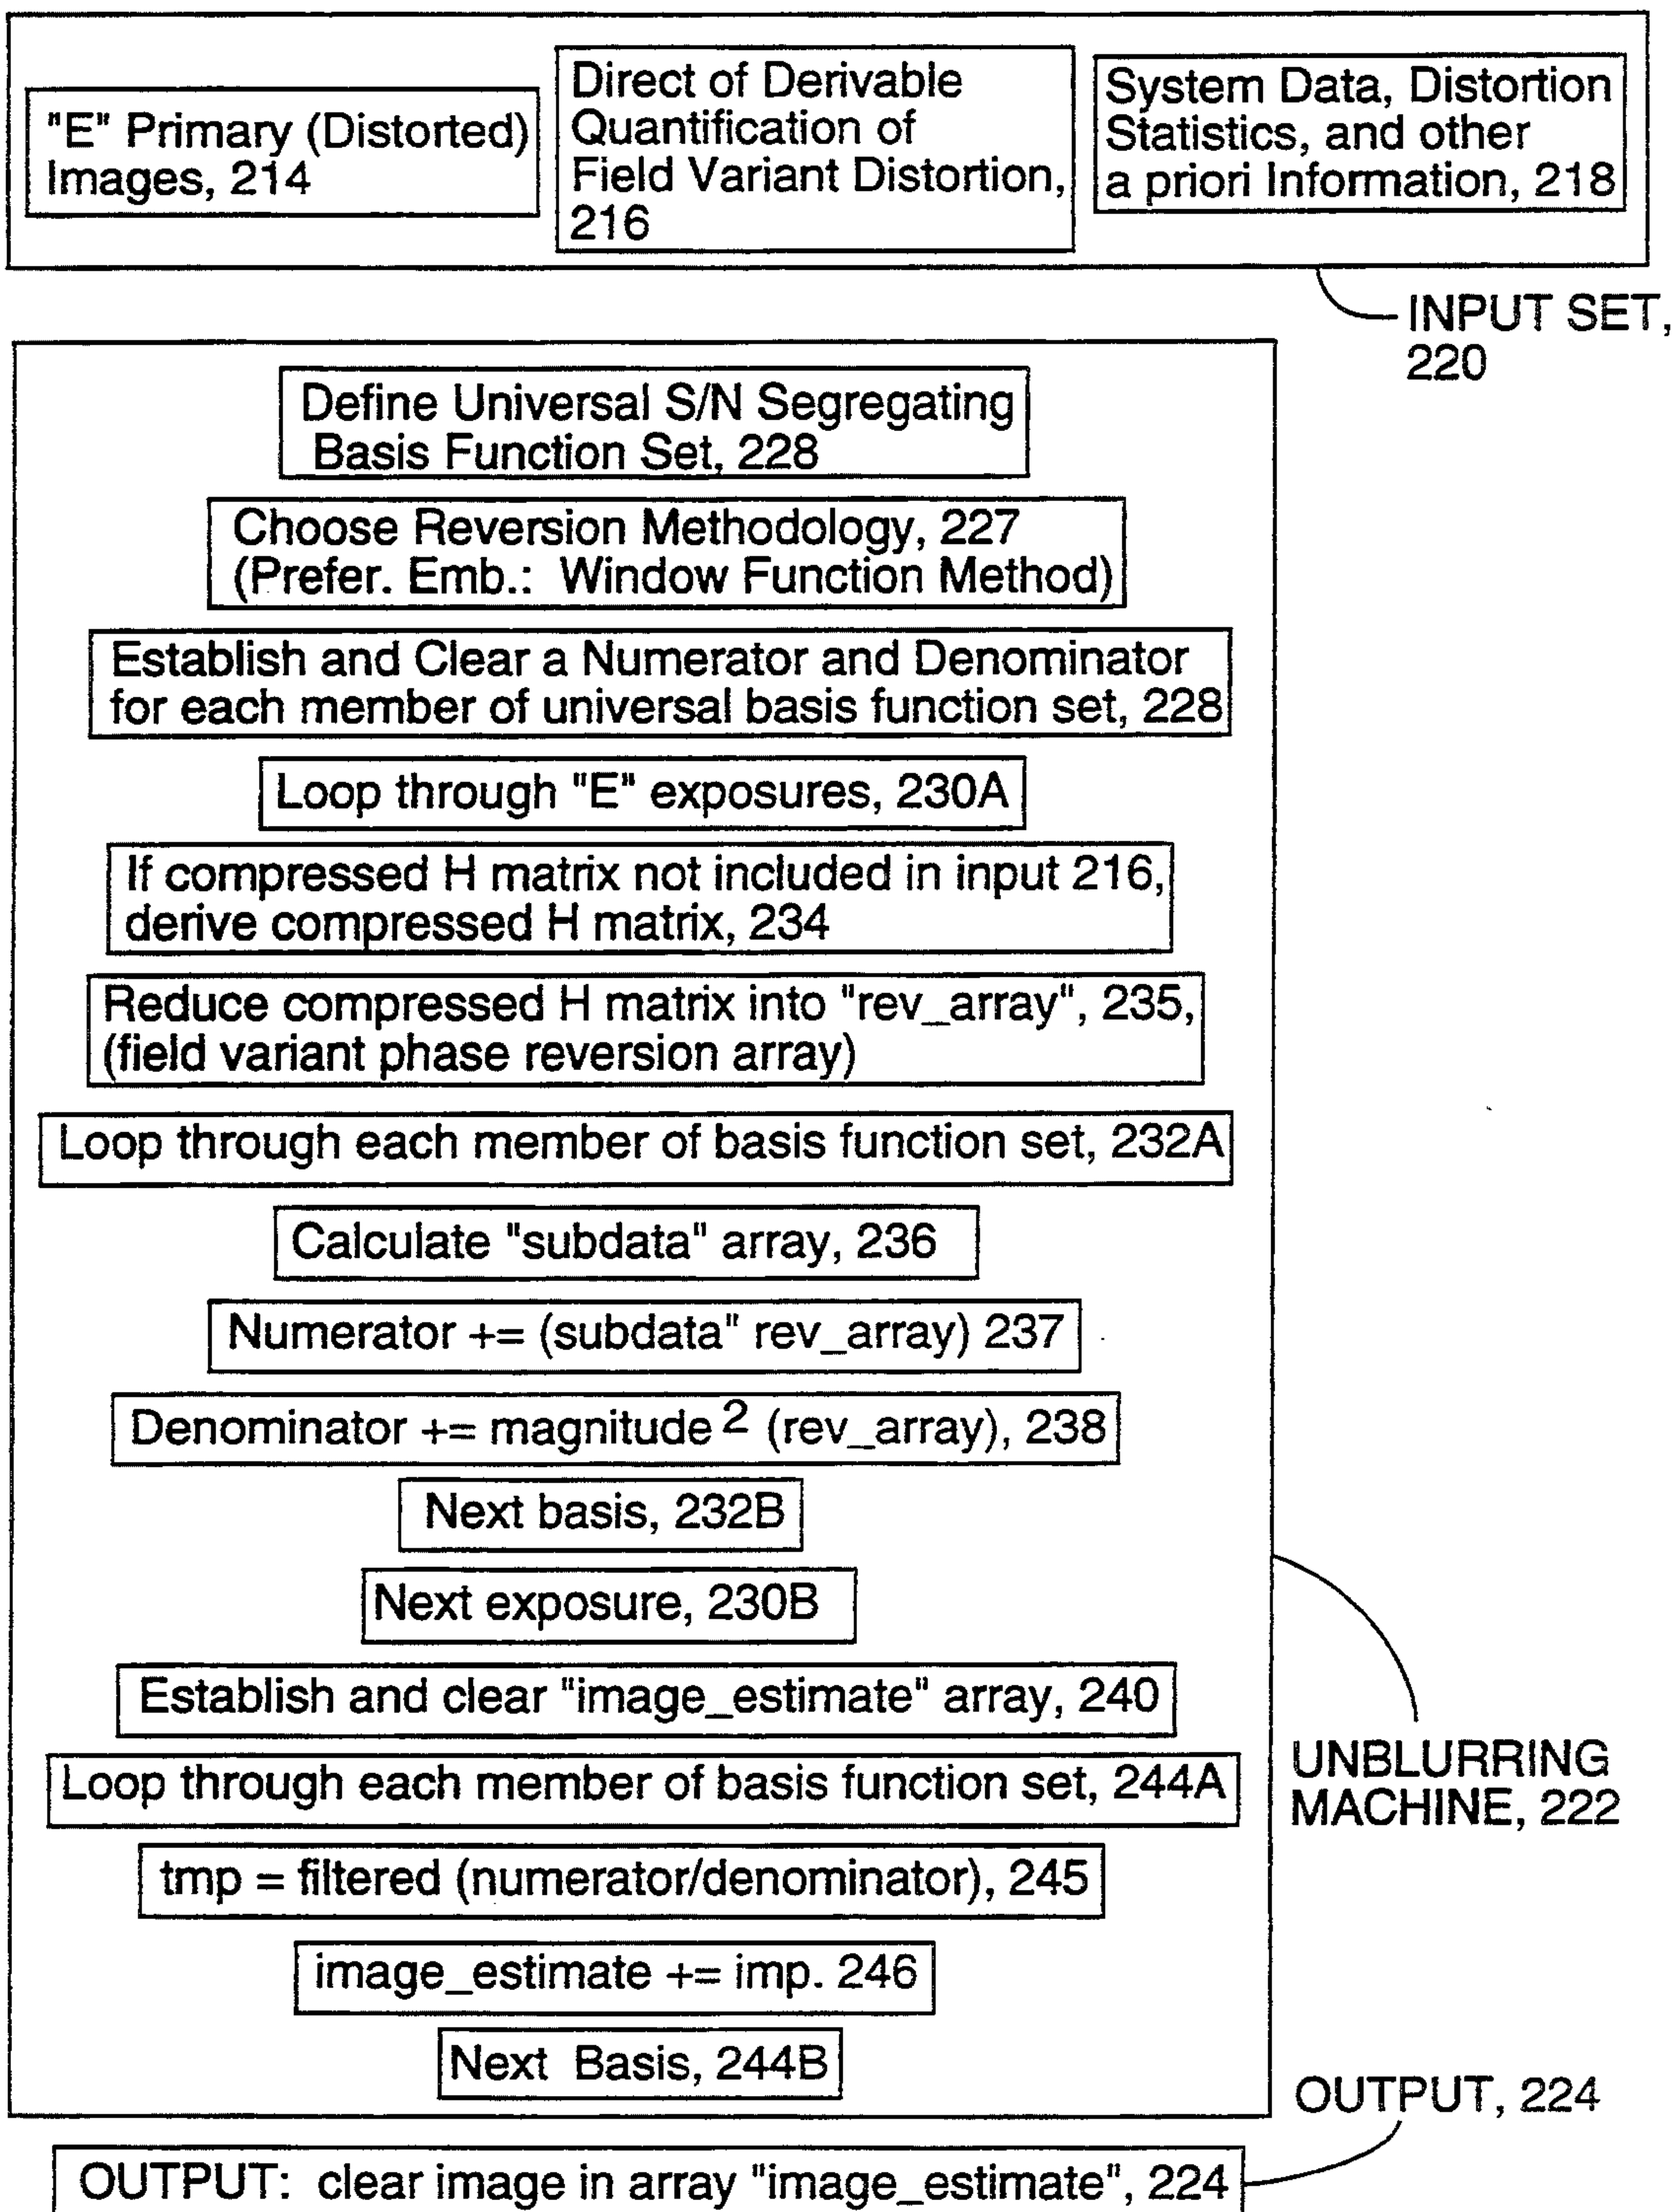 "E" Primary (Distorted)
Images, 214
Direct of Derivable
Quantification of
Field Variant Distortion,
216
System Data, Distortion
Statistics, and other
a priori Information, 218
INPUT SET,
220
Define Universal S/N Segregating
Basis Function Set, 228
Choose Reversion Methodology, 227
(Prefer. Emb.: Window Function Method)
Establish and Clear a Numerator and Denominator
for each member of universal basis function set, 228
Loop through "E" exposures, 230A
If compressed H matrix not included in input 216,
derive compressed H matrix, 234
Reduce compressed H matrix into "rev_array", 235,
(field variant phase reversion array)
Loop through each member of basis function set, 232A
Calculate "subdata" array, 236
Numerator += (subdata" rev_array) 237
Denominator += magnitude 2 (rev_array), 238
Next basis, 232B
Next exposure, 230B
Establish and clear "image_estimate" array, 240
Loop through each member of basis function set, 244A
tmp = filtered (numerator/denominator), 245
image_estimate += imp. 246
Next Basis, 244B
UNBLURRING
MACHINE, 222
OUTPUT, 224
OUTPUT: clear image in array "image_estimate", 224